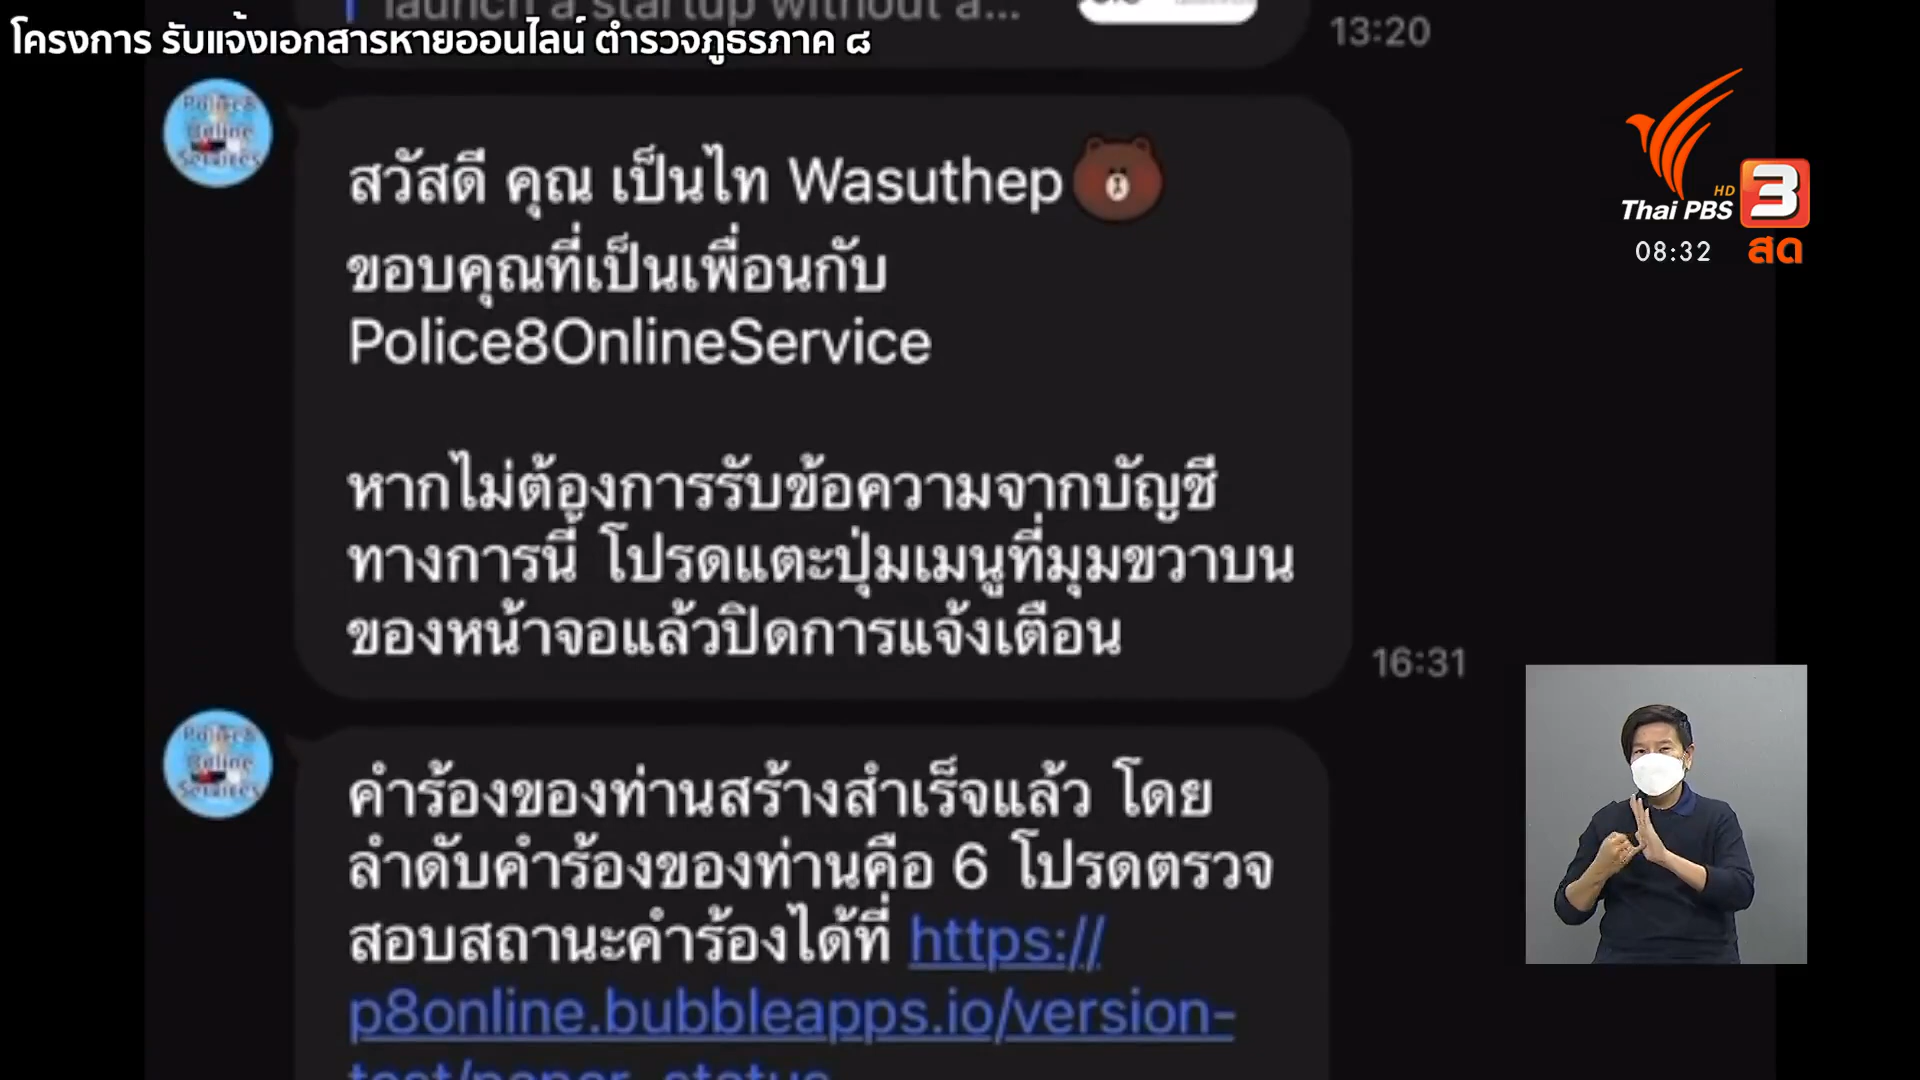 launch a startup without a...
13:20
โครงการ รับแจ้งเอกสารหายออนไลน์ ตำรวจภูธรภาค ๘
Police8
Online
Services
สวัสดี คุณ เป็นไท Wasuthep
ขอบคุณที่เป็นเพื่อนกับ
Police8OnlineService
หากไม่ต้องการรับข้อความจากบัญชี
ทางการนี้ โปรดแตะปุ่มเมนูที่มุมขวาบน
ของหน้าจอแล้วปิดการแจ้งเตือน
16:31
HD
Thai PBS 3
08:32 สด
Police8
Online
Services
คำร้องของท่านสร้างสำเร็จแล้ว โดย
ลำดับคำร้องของท่านคือ 6 โปรดตรวจ
สอบสถานะคำร้องได้ที่ https://
p8online.bubbleapps.io/version-
test/paper_status